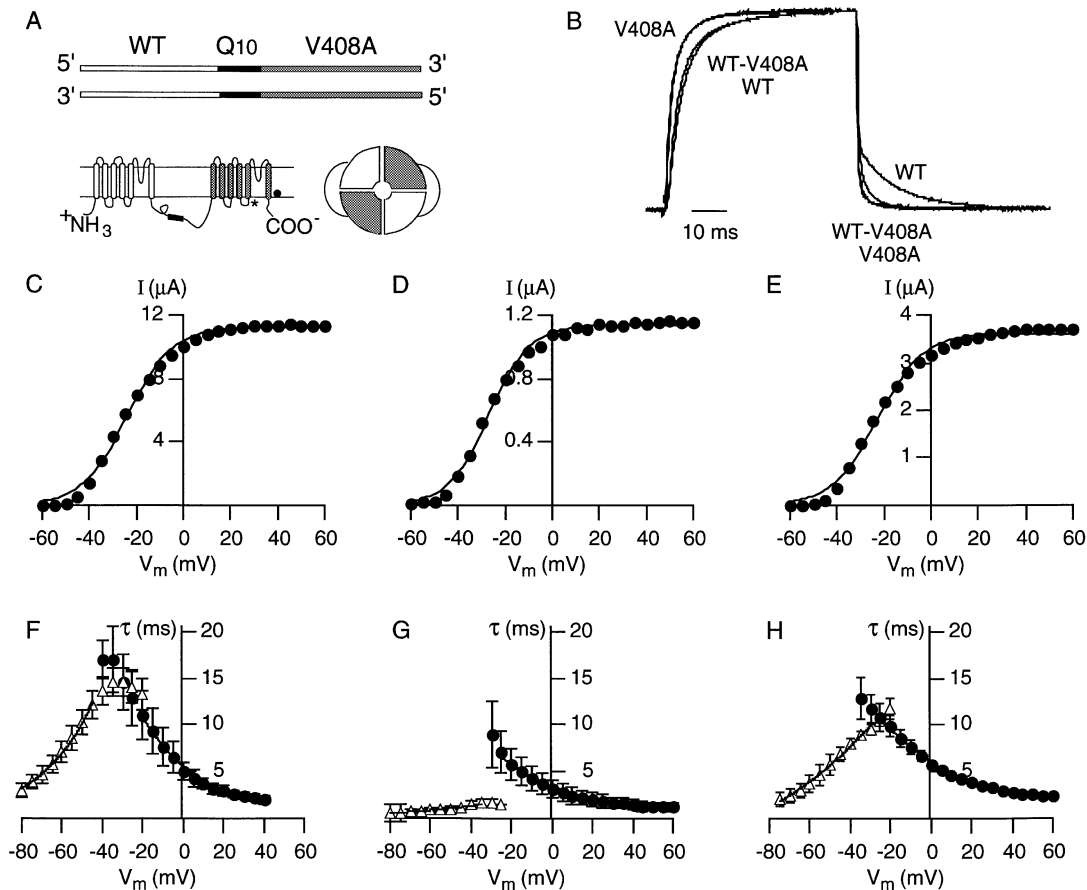 A
WT Q10 V408A
5' 3'
3' 5'
+NH3 * COO-
B
V408A
WT-V408A
WT
WT
10 ms
WT-V408A
V408A
C
I (µA)
12
8
4
-60 -40 -20 0 20 40 60
Vm (mV)
D
I (µA)
1.2
0.8
0.4
-60 -40 -20 0 20 40 60
Vm (mV)
E
I (µA)
4
3
2
1
-60 -40 -20 0 20 40 60
Vm (mV)
F
τ (ms)
20
15
10
5
-80 -60 -40 -20 0 20 40 60
Vm (mV)
G
τ (ms)
20
15
10
5
-80 -60 -40 -20 0 20 40 60
Vm (mV)
H
τ (ms)
20
15
10
5
-80 -60 -40 -20 0 20 40 60
Vm (mV)